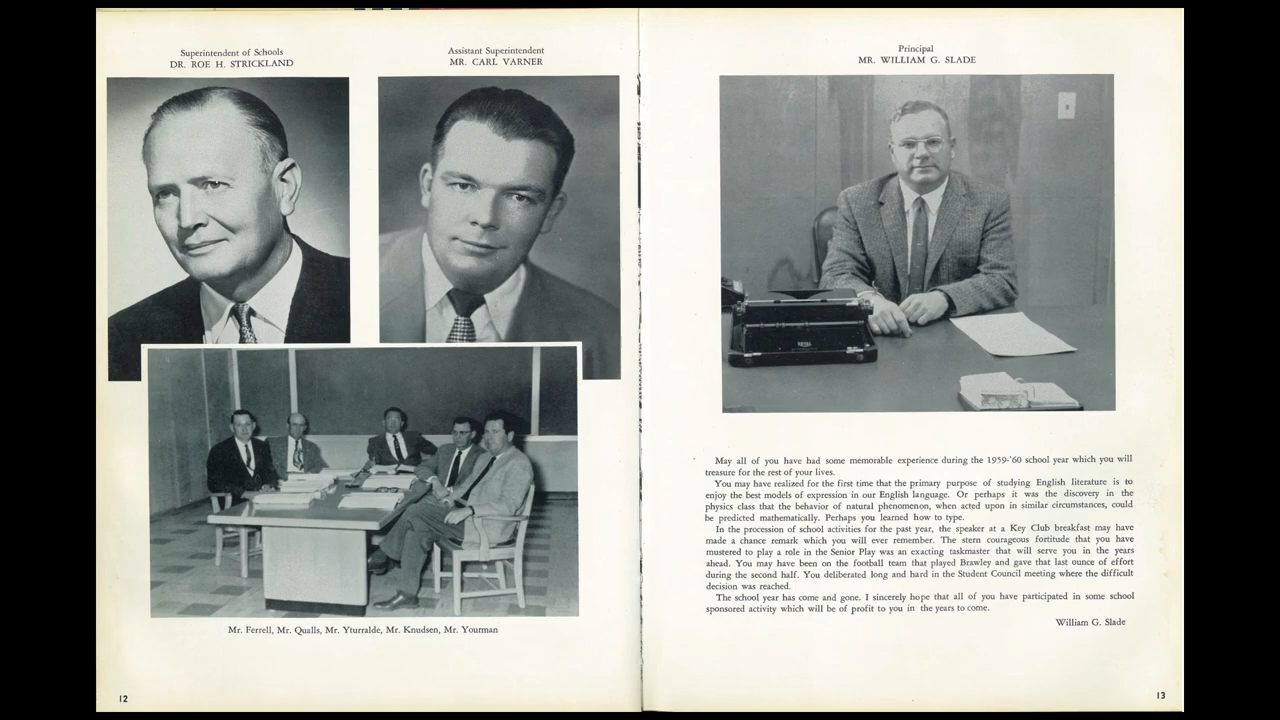 Superintendent of Schools
DR. ROE H. STRICKLAND
Assistant Superintendent
MR. CARL VARNER
Mr. Ferrell, Mr. Qualls, Mr. Yturralde, Mr. Knudsen, Mr. Yourman
12
Principal
MR. WILLIAM G. SLADE
May all of you have had some memorable experience during the 1959-'60 school year which you will
treasure for the rest of your lives.
You may have realized for the first time that the primary purpose of studying English literature is to
enjoy the best models of expression in our English language. Or perhaps it was the discovery in the
physics class that the behavior of natural phenomenon, when acted upon in similar circumstances, could
be predicted mathematically. Perhaps you learned how to type.
In the procession of school activities for the past year, the speaker at a Key Club breakfast may have
made a chance remark which you will ever remember. The stern courageous fortitude that you have
mustered to play a role in the Senior Play was an exacting taskmaster that will serve you in the years
ahead. You may have been on the football team that played Brawley and gave that last ounce of effort
during the second half. You deliberated long and hard in the Student Council meeting where the difficult
decision was reached.
The school year has come and gone. I sincerely hope that all of you have participated in some school
sponsored activity which will be of profit to you in the years to come.
William G. Slade
13